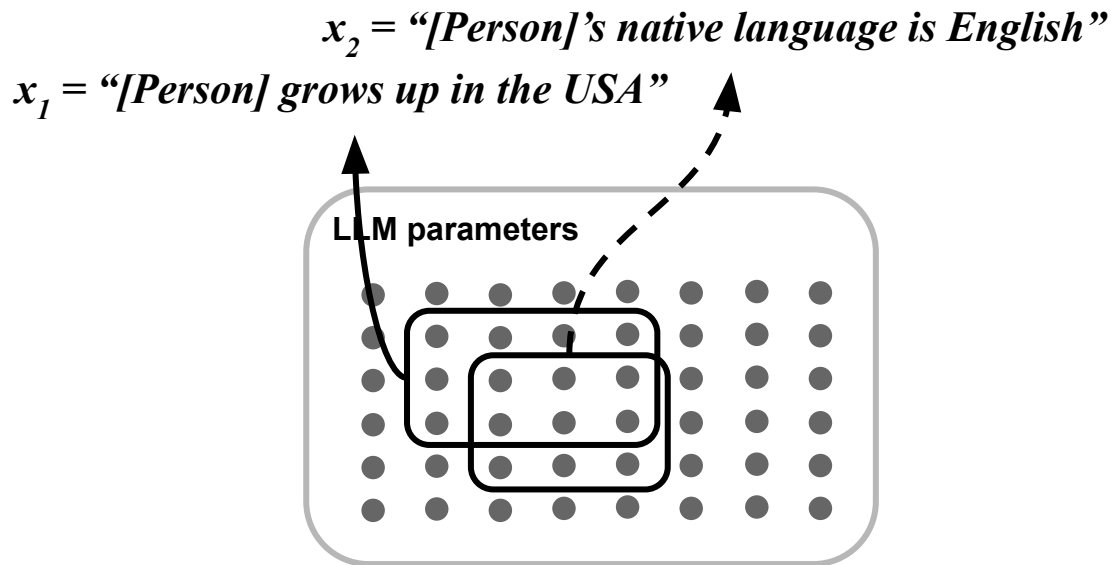 x₂ = “[Person]’s native language is English”
x₁ = “[Person] grows up in the USA”
LLM parameters